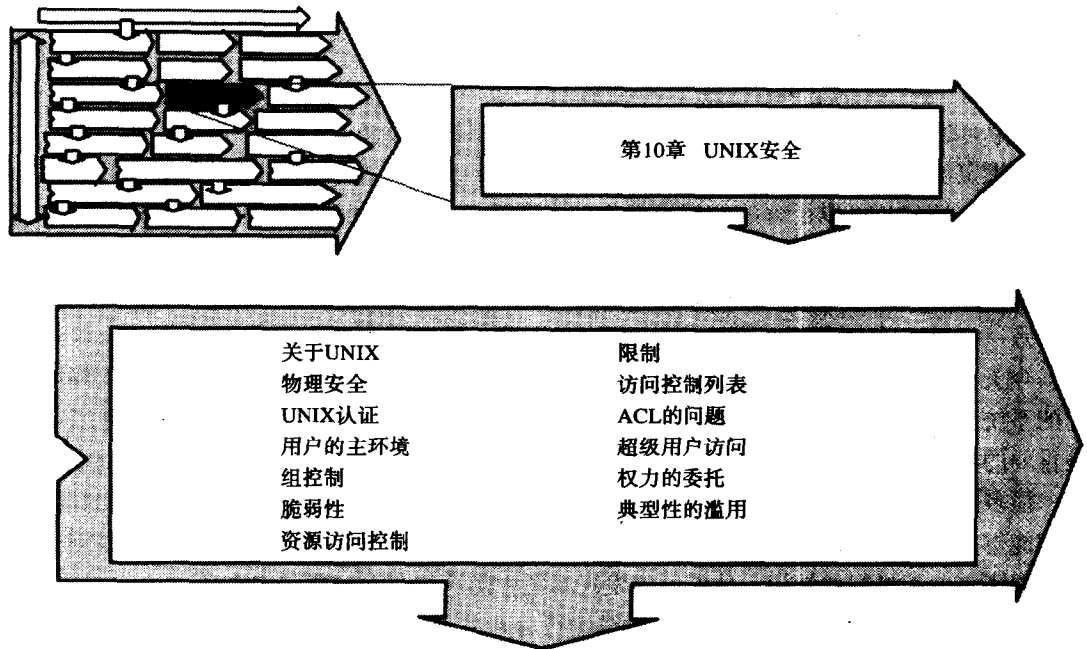 第10章 UNIX安全
关于UNIX
物理安全
UNIX认证
用户的主环境
组控制
脆弱性
资源访问控制
限制
访问控制列表
ACL的问题
超级用户访问
权力的委托
典型性的滥用